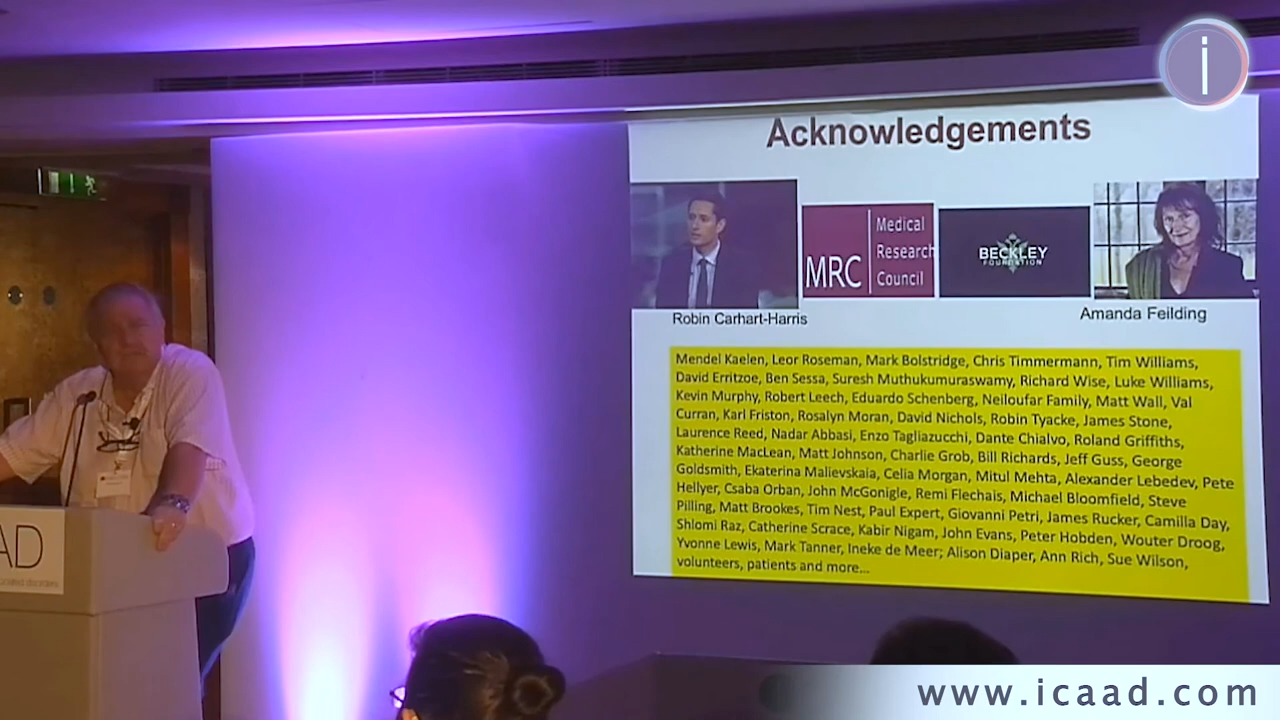 i
Acknowledgements
MRC
Medical
Research
Council
BECKLEY
FOUNDATION
Robin Carhart-Harris
Amanda Feilding
Mendel Kaelen, Leor Roseman, Mark Bolstridge, Chris Timmermann, Tim Williams,
David Erritzoe, Ben Sessa, Suresh Muthukumuraswamy, Richard Wise, Luke Williams,
Kevin Murphy, Robert Leech, Eduardo Schenberg, Neiloufar Family, Matt Wall, Val
Curran, Karl Friston, Rosalyn Moran, David Nichols, Robin Tyacke, James Stone,
Laurence Reed, Nadar Abbasi, Enzo Tagliazucchi, Dante Chialvo, Roland Griffiths,
Katherine MacLean, Matt Johnson, Charlie Grob, Bill Richards, Jeff Guss, George
Goldsmith, Ekaterina Malievskaia, Celia Morgan, Mitul Mehta, Alexander Lebedev, Pete
Hellyer, Csaba Orban, John McGonigle, Remi Flechais, Michael Bloomfield, Steve
Pilling, Matt Brookes, Tim Nest, Paul Expert, Giovanni Petri, James Rucker, Camilla Day,
Shlomi Raz, Catherine Scrace, Kabir Nigam, John Evans, Peter Hobden, Wouter Droog,
Yvonne Lewis, Mark Tanner, Ineke de Meer; Alison Diaper, Ann Rich, Sue Wilson,
volunteers, patients and more...
AD
disorders
www.icaad.com